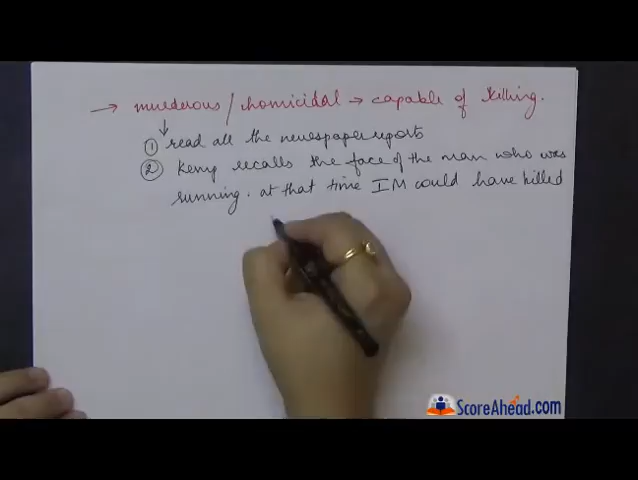 → murderous / homicidal → capable of killing.
① read all the newspaper reports
② Kemp recalls the face of the man who was
running. at that time IM could have killed
ScoreAhead.com